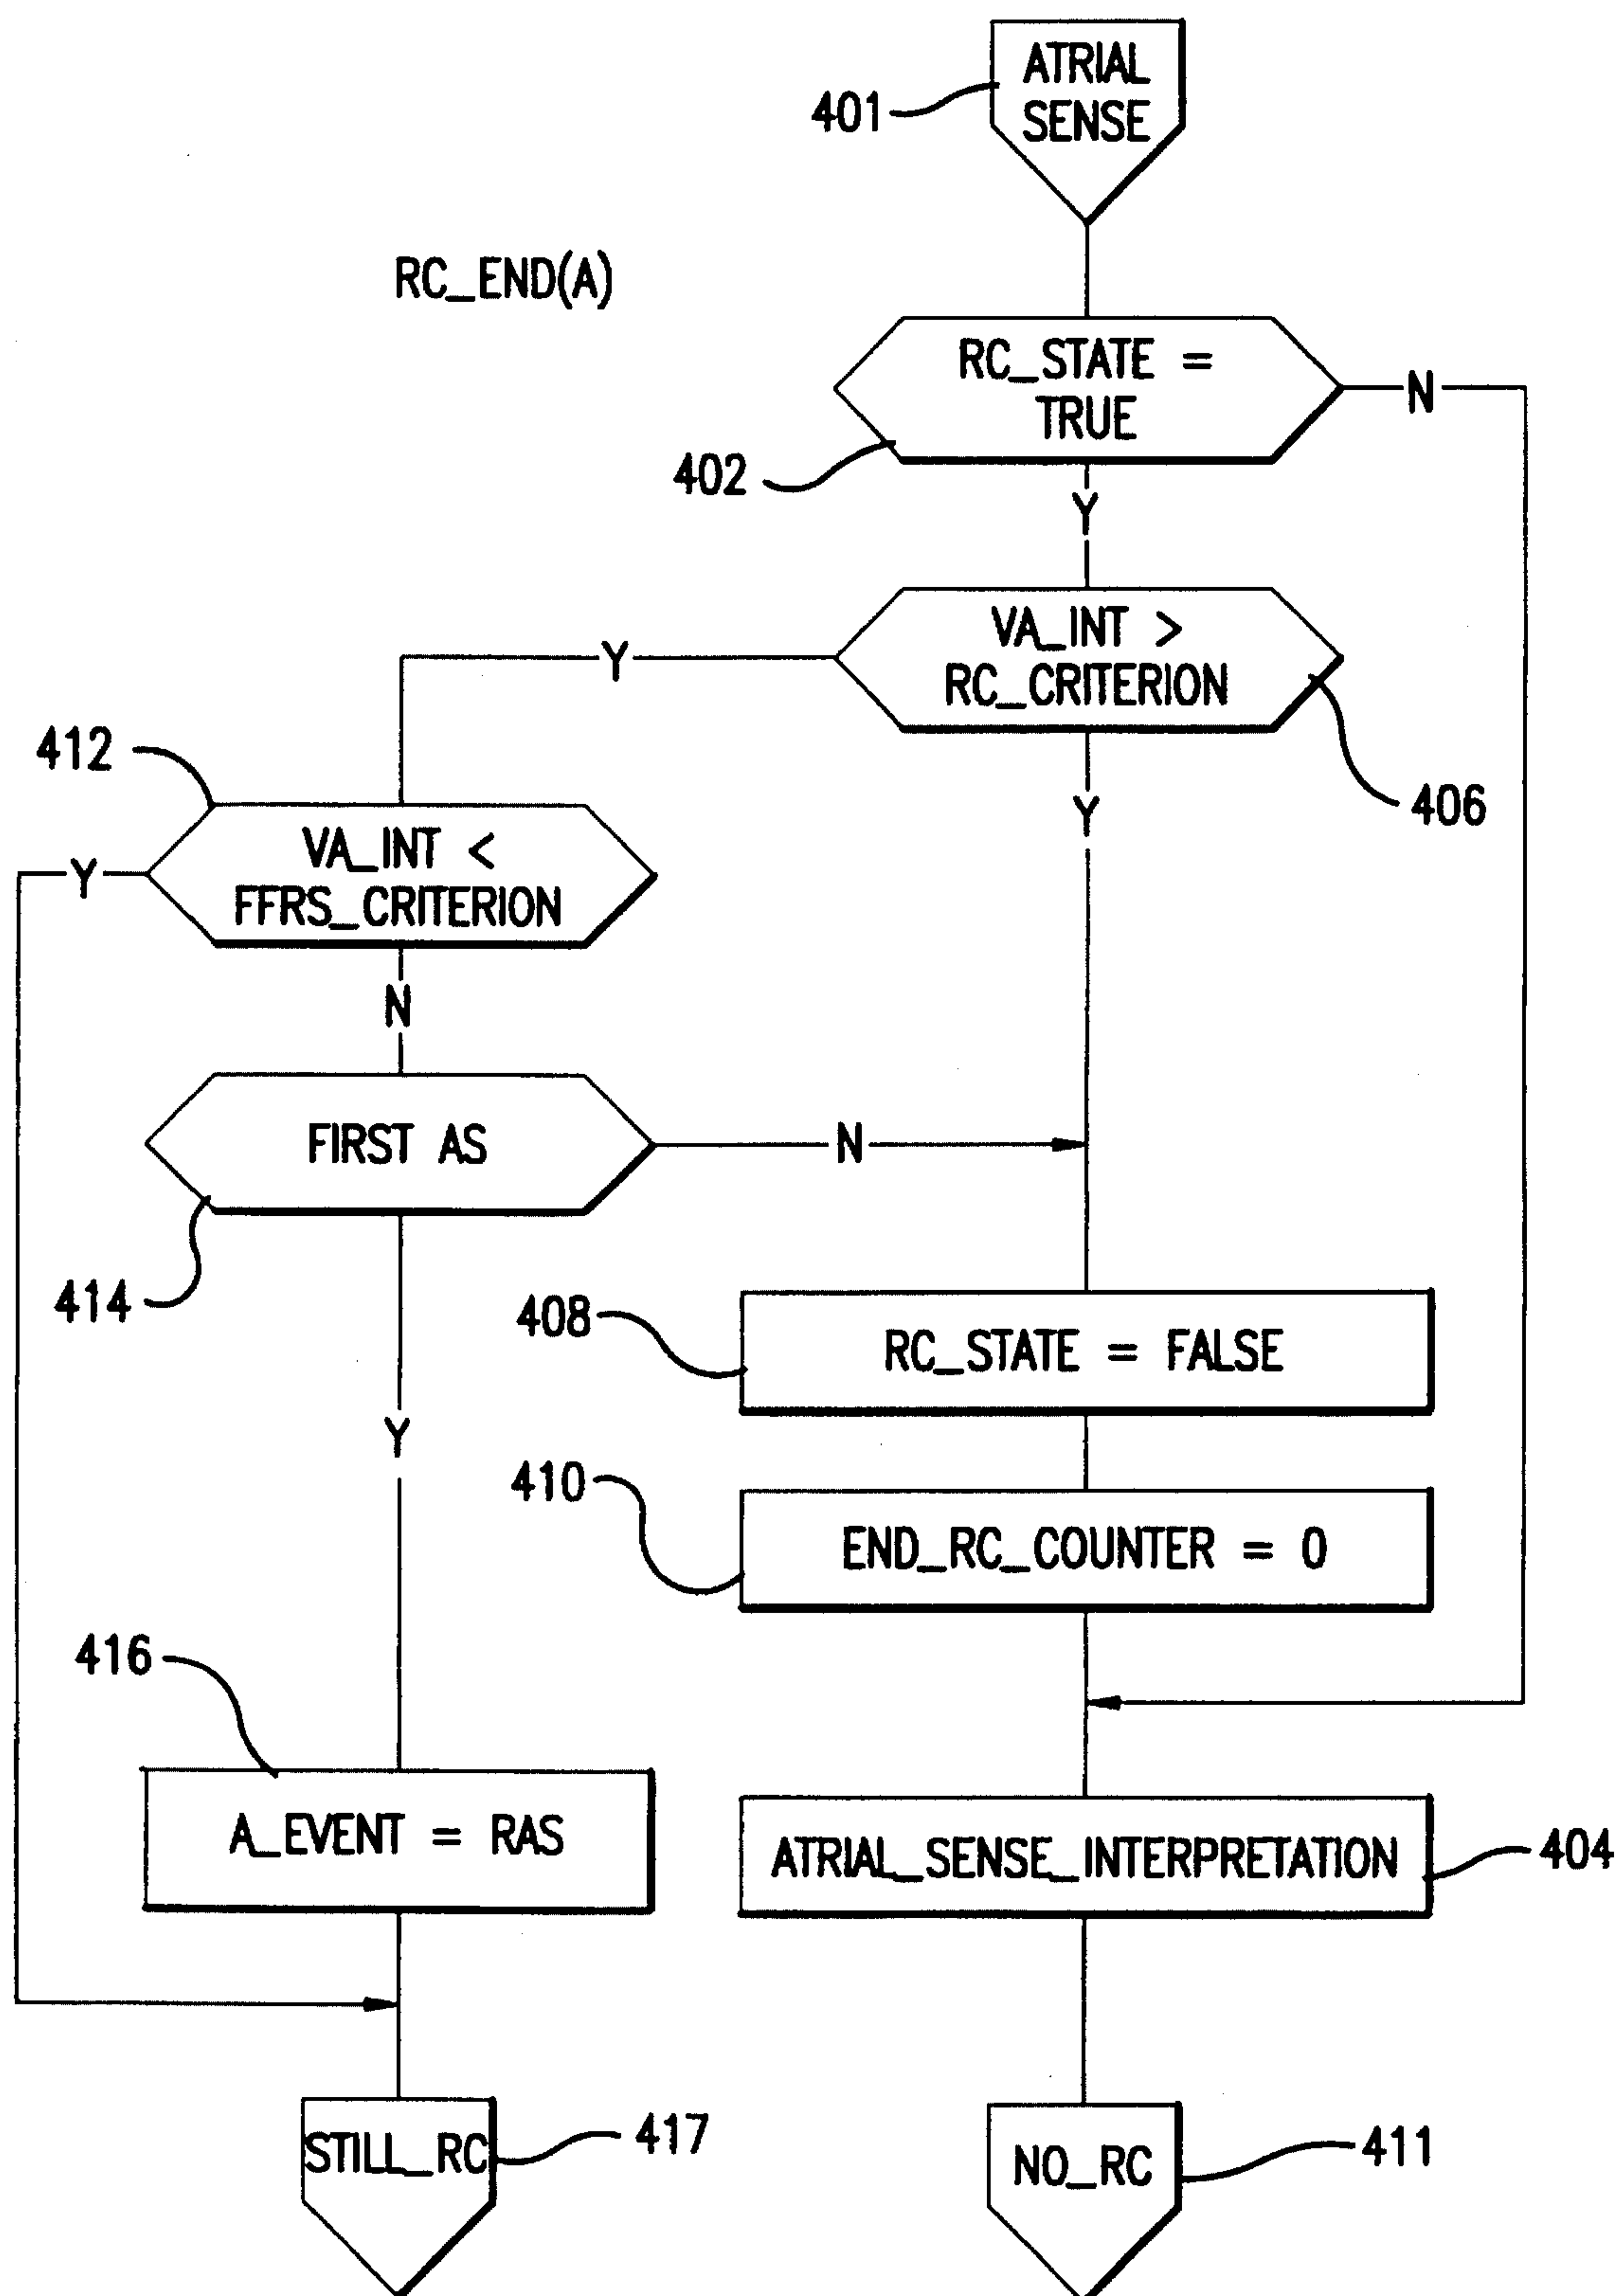 ATRIAL
SENSE
401
RC_END(A)
RC_STATE =
TRUE
N
402
Y
VA_INT >
RC_CRITERION
Y
406
412
Y
VA_INT <
FFRS_CRITERION
Y
N
FIRST AS
N
414
408
RC_STATE = FALSE
Y
410
END_RC_COUNTER = 0
416
A_EVENT = RAS
ATRIAL_SENSE_INTERPRETATION
404
STILL_RC
417
NO_RC
411